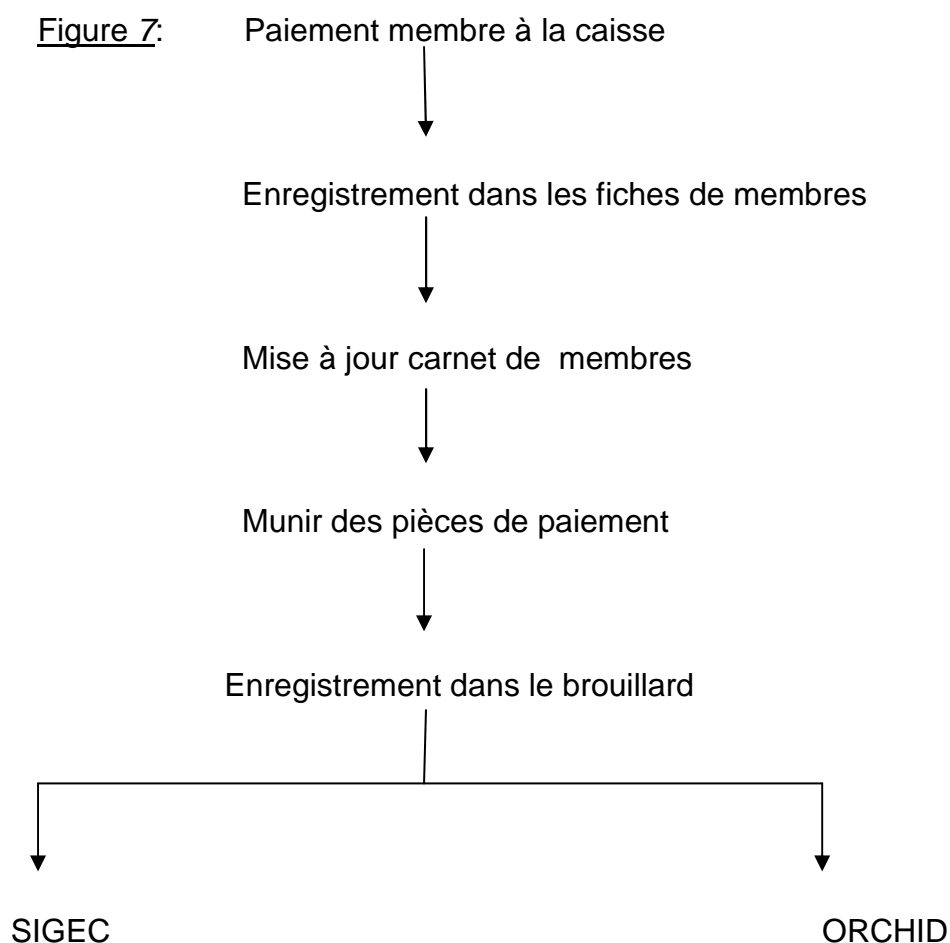 Figure 7: Paiement membre à la caisse
Enregistrement dans les fiches de membres
Mise à jour carnet de  membres
Munir des pièces de paiement
Enregistrement dans le brouillard
SIGEC ORCHID